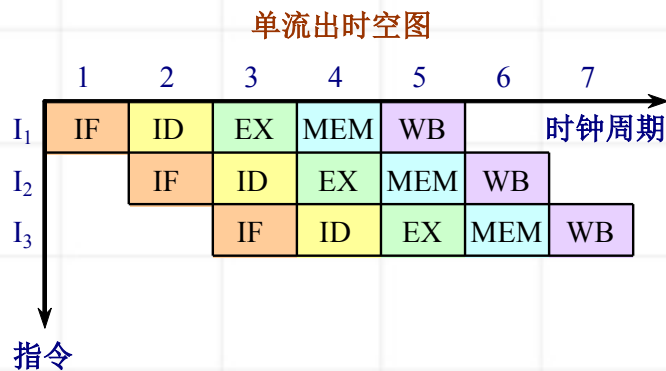 单流出时空图
1 2 3 4 5 6 7
I₁ IF ID EX MEM WB 时钟周期
I₂ IF ID EX MEM WB
I₃ IF ID EX MEM WB
指令